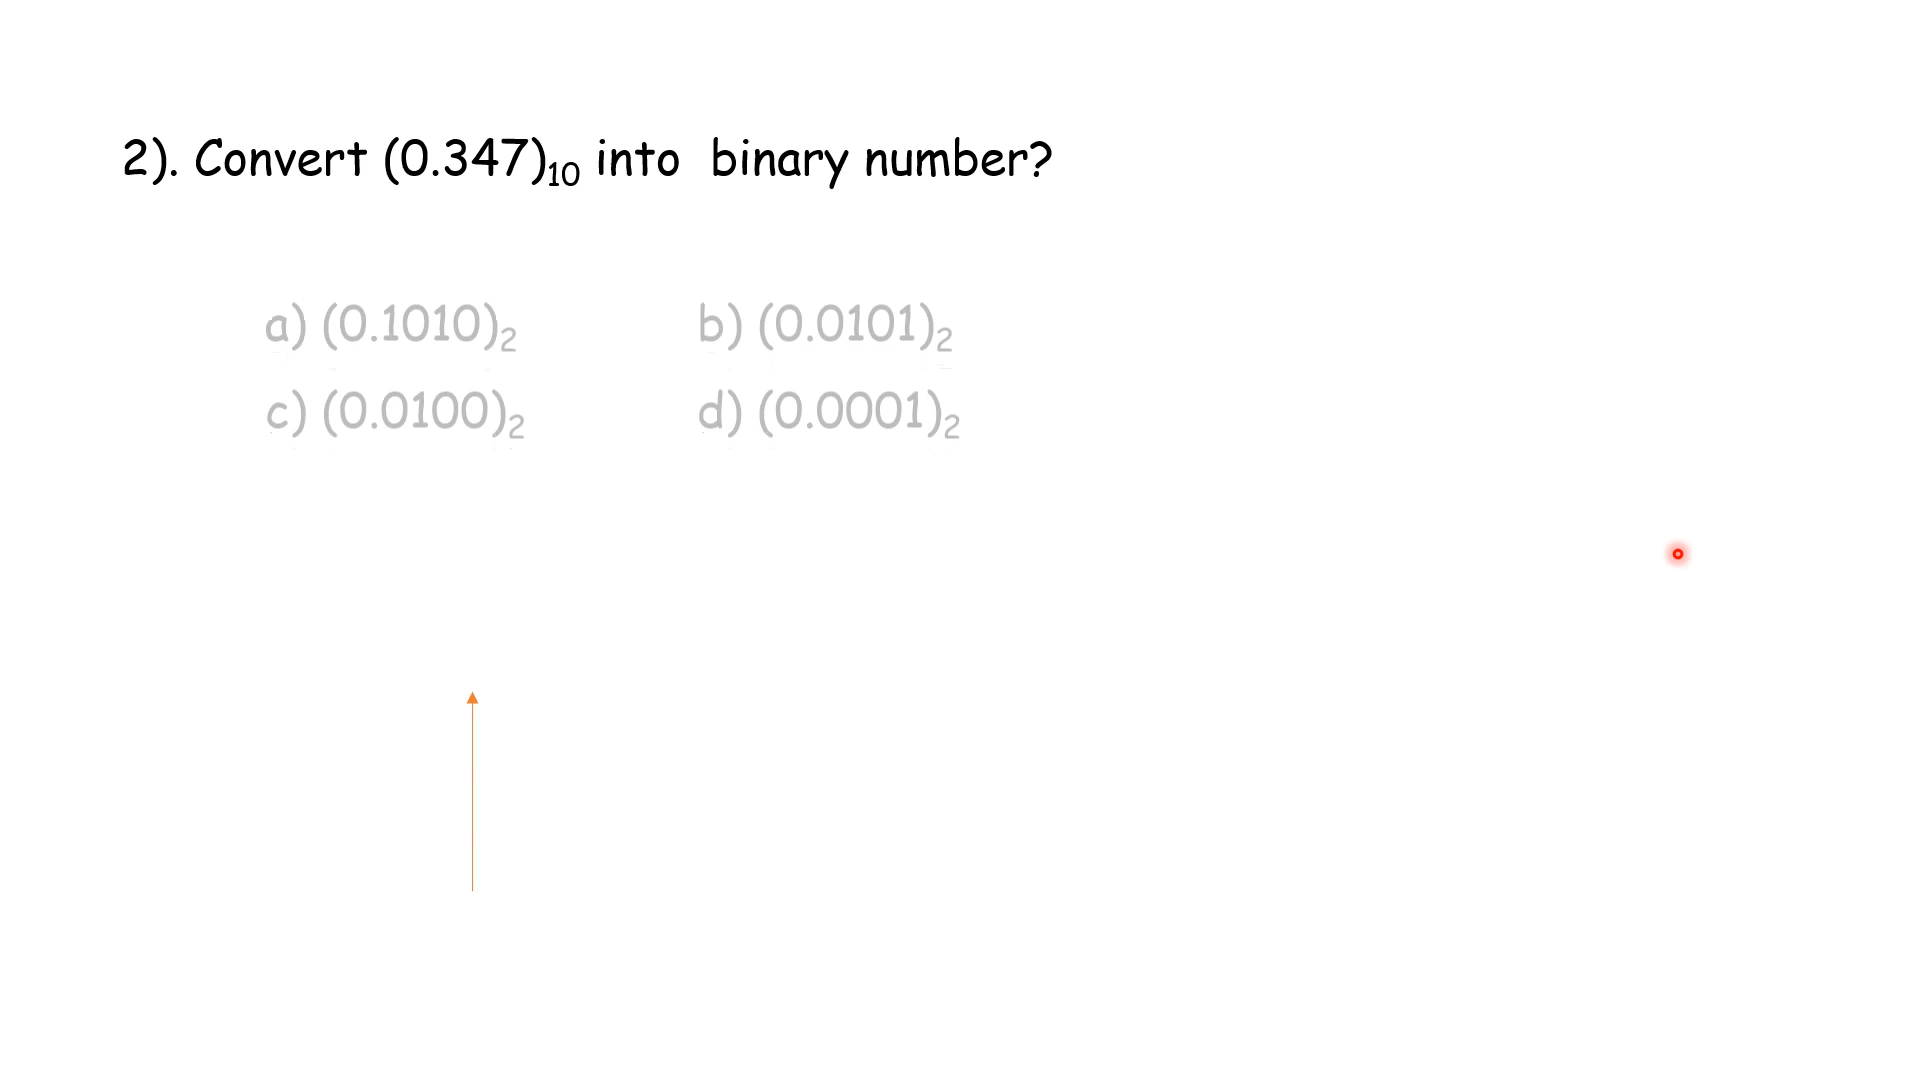 2). Convert (0.347)₁₀ into  binary number?
a) (0.1010)₂ b) (0.0101)₂
c) (0.0100)₂ d) (0.0001)₂